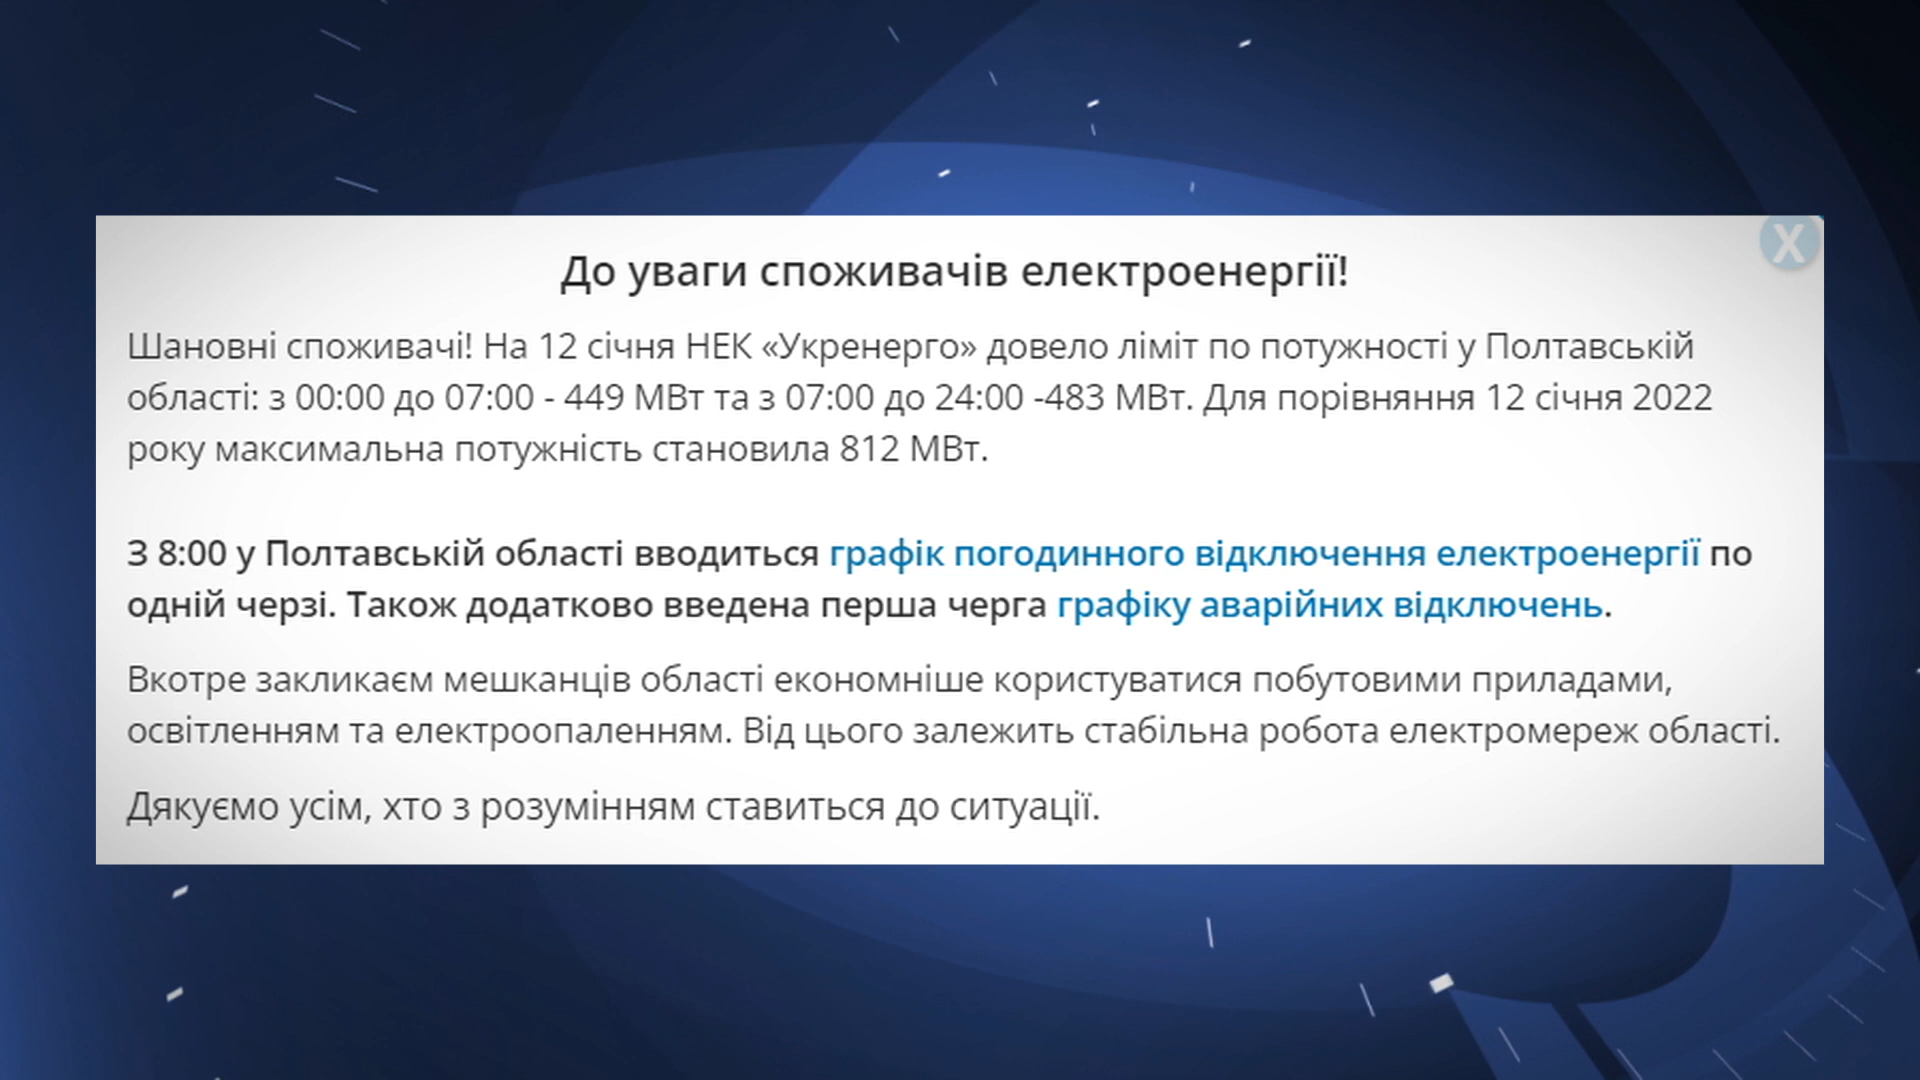 До уваги споживачів електроенергії!
X
Шановні споживачі! На 12 січня НЕК «Укренерго» довело ліміт по потужності у Полтавській
області: з 00:00 до 07:00 - 449 МВт та з 07:00 до 24:00 -483 МВт. Для порівняння 12 січня 2022
року максимальна потужність становила 812 МВт.
З 8:00 у Полтавській області вводиться графік погодинного відключення електроенергії по
одній черзі. Також додатково введена перша черга графіку аварійних відключень.
Вкотре закликаєм мешканців області економніше користуватися побутовими приладами,
освітленням та електроопаленням. Від цього залежить стабільна робота електромереж області.
Дякуємо усім, хто з розумінням ставиться до ситуації.